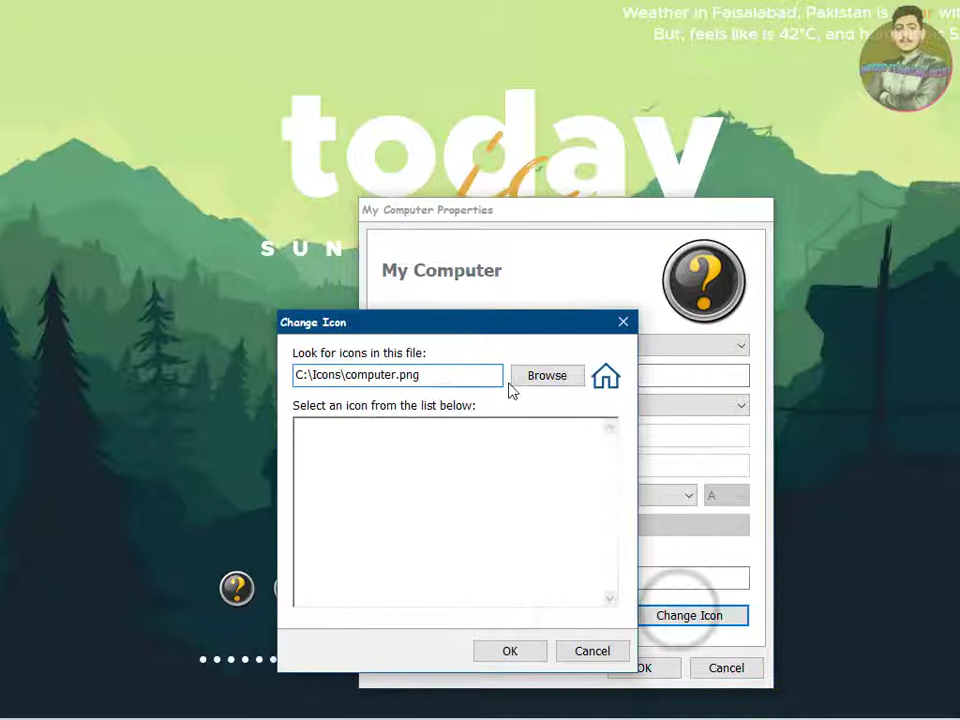 Weather in Faisalabad, Pakistan is
But, feels like is 42°C, and
today
is
SUN
My Computer Properties
My Computer
?
Change Icon
Look for icons in this file:
C:\Icons\computer.png
Browse
Select an icon from the list below:
A
?
Change Icon
OK
Cancel
OK
Cancel